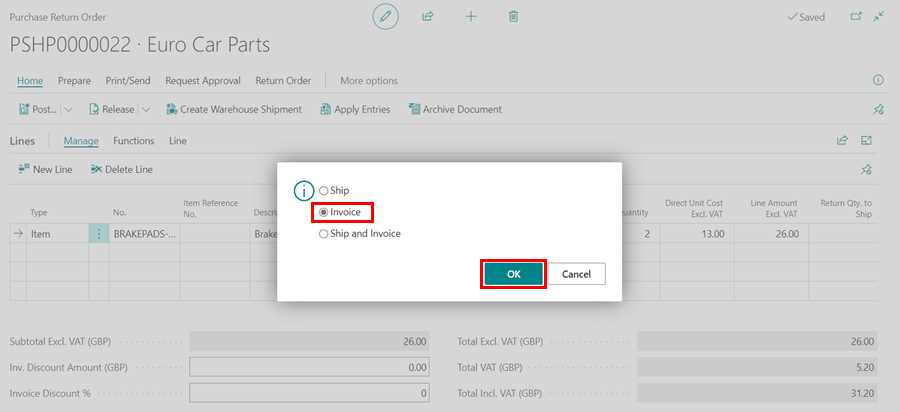 Purchase Return Order
Saved
PSHP0000022 · Euro Car Parts
Home Prepare Print/Send Request Approval Return Order More options
Post... Release Create Warehouse Shipment Apply Entries Archive Document
Lines Manage Functions Line
New Line Delete Line
Ship
Invoice
Ship and Invoice
OK Cancel
Type No. Item Reference No. Descri Quantity Direct Unit Cost Excl. VAT Line Amount Excl. VAT Return Qty. to Ship
Item BRAKEPADS-... Brake 2 13.00 26.00
Subtotal Excl. VAT (GBP) 26.00 Total Excl. VAT (GBP) 26.00
Inv. Discount Amount (GBP) 0.00 Total VAT (GBP) 5.20
Invoice Discount % 0 Total Incl. VAT (GBP) 31.20